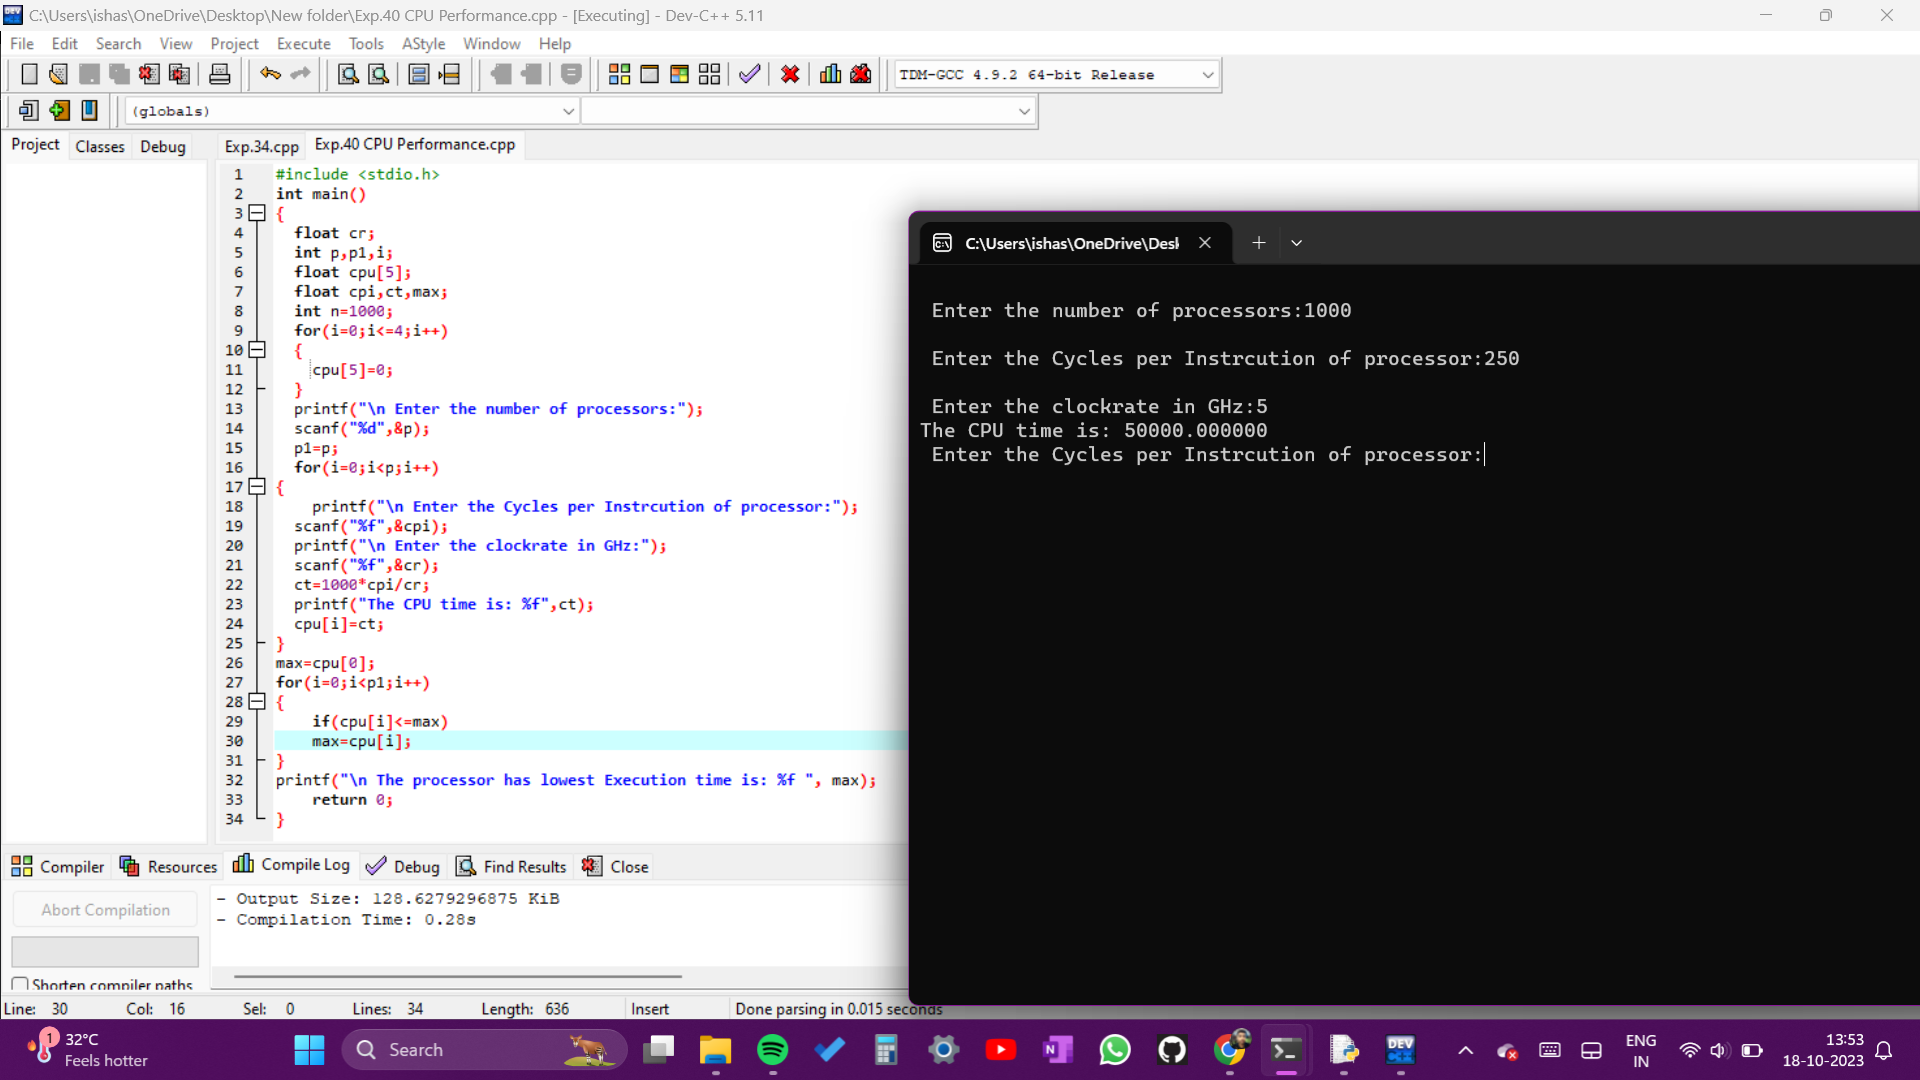 C:\Users\ishas\OneDrive\Desktop\New folder\Exp.40 CPU Performance.cpp - [Executing] - Dev-C++ 5.11
File Edit Search View Project Execute Tools AStyle Window Help
TDM-GCC 4.9.2 64-bit Release
(globals)
Project Classes Debug
Exp.34.cpp Exp.40 CPU Performance.cpp
1 #include <stdio.h>
2 int main()
3 {
4 float cr;
5 int p,p1,i;
6 float cpu[5];
7 float cpi,ct,max;
8 int n=1000;
9 for(i=0;i<=4;i++)
10 {
11 cpu[5]=0;
12 }
13 printf("\n Enter the number of processors:");
14 scanf("%d",&p);
15 p1=p;
16 for(i=0;i<p;i++)
17 {
18 printf("\n Enter the Cycles per Instrcution of processor:");
19 scanf("%f",&cpi);
20 printf("\n Enter the clockrate in GHz:");
21 scanf("%f",&cr);
22 ct=1000*cpi/cr;
23 printf("The CPU time is: %f",ct);
24 cpu[i]=ct;
25 }
26 max=cpu[0];
27 for(i=0;i<p1;i++)
28 {
29 if(cpu[i]<=max)
30 max=cpu[i];
31 }
32 printf("\n The processor has lowest Execution time is: %f ", max);
33 return 0;
34 }
C:\Users\ishas\OneDrive\Desl
Enter the number of processors:1000
Enter the Cycles per Instrcution of processor:250
Enter the clockrate in GHz:5
The CPU time is: 50000.000000
Enter the Cycles per Instrcution of processor:
Compiler Resources Compile Log Debug Find Results Close
Abort Compilation
Shorten compiler paths
- Output Size: 128.6279296875 KiB
- Compilation Time: 0.28s
Line: 30 Col: 16 Sel: 0 Lines: 34 Length: 636 Insert Done parsing in 0.015 seconds
1
32°C
Feels hotter
Search
DEV
ENG
IN
13:53
18-10-2023